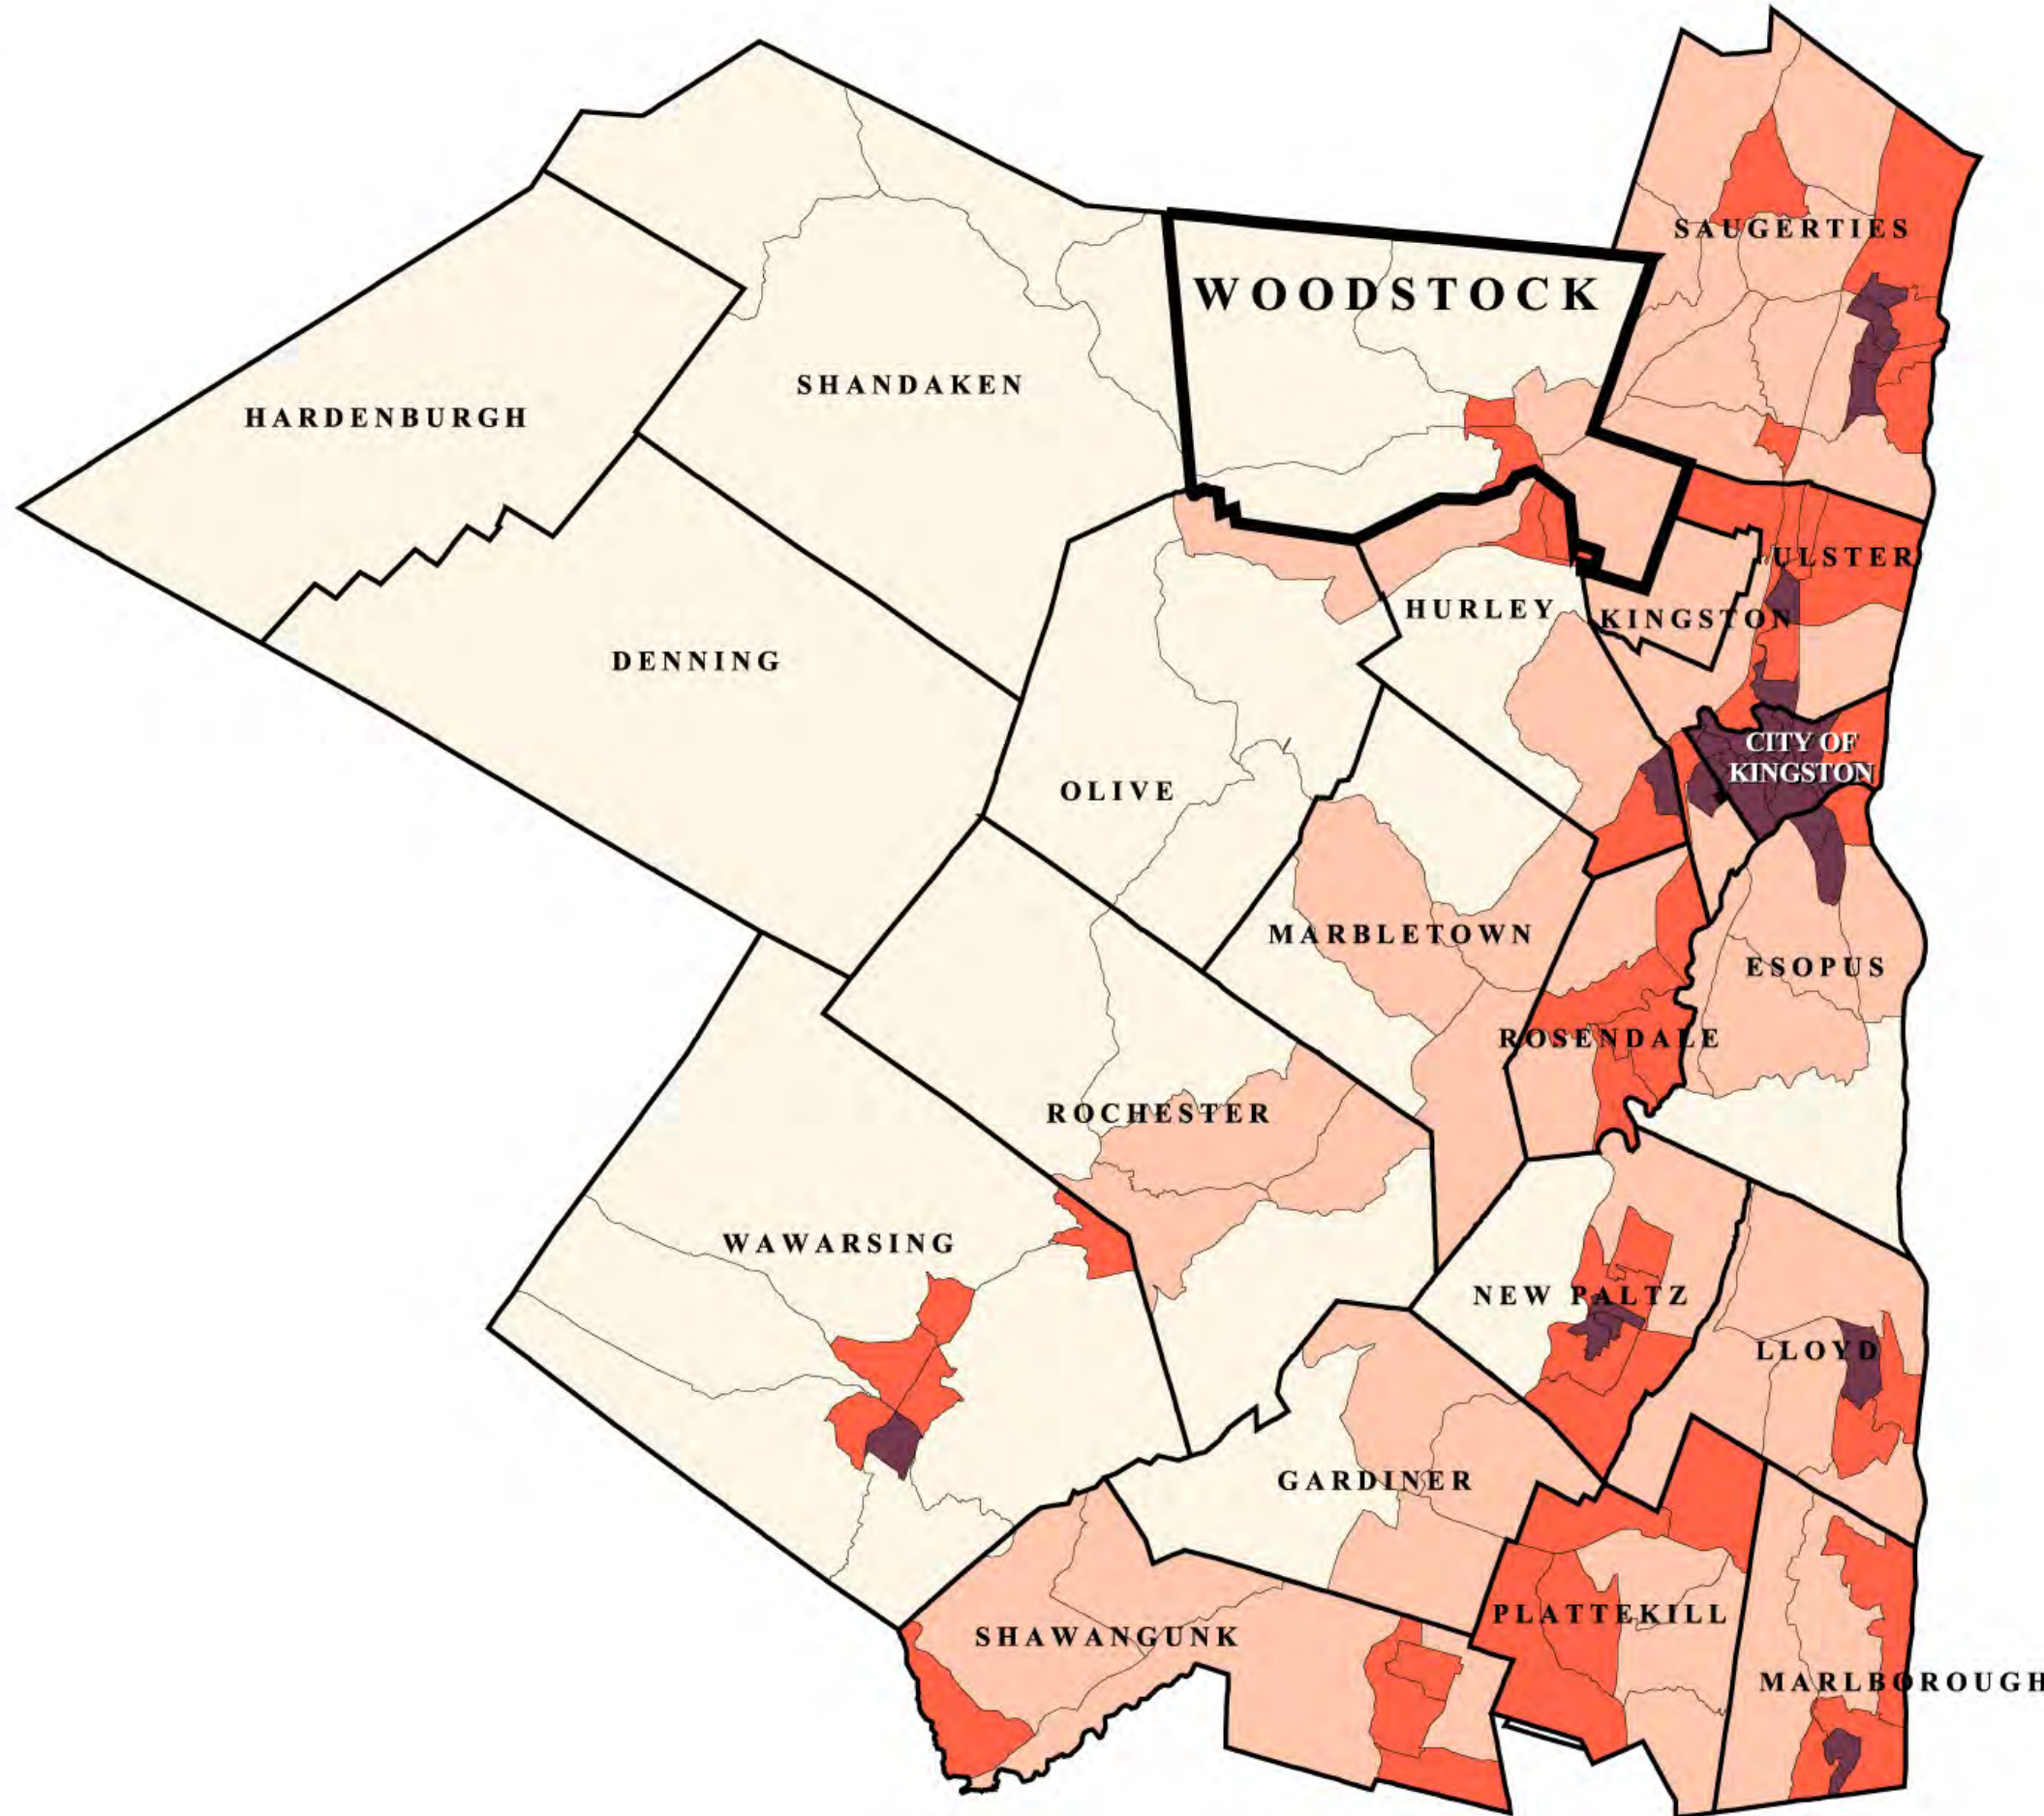 SAUGERTIES
WOODSTOCK
SHANDAKEN
HARDENBURGH
ULSTER
HURLEY
KINGSTON
DENNING
CITY OF
KINGSTON
OLIVE
MARBLETOWN
ESOPUS
ROSENDALE
ROCHESTER
WAWARSING
NEW PALTZ
LLOYD
GARDINER
PLATTEKILL
SHAWANGUNK
MARLBOROUGH